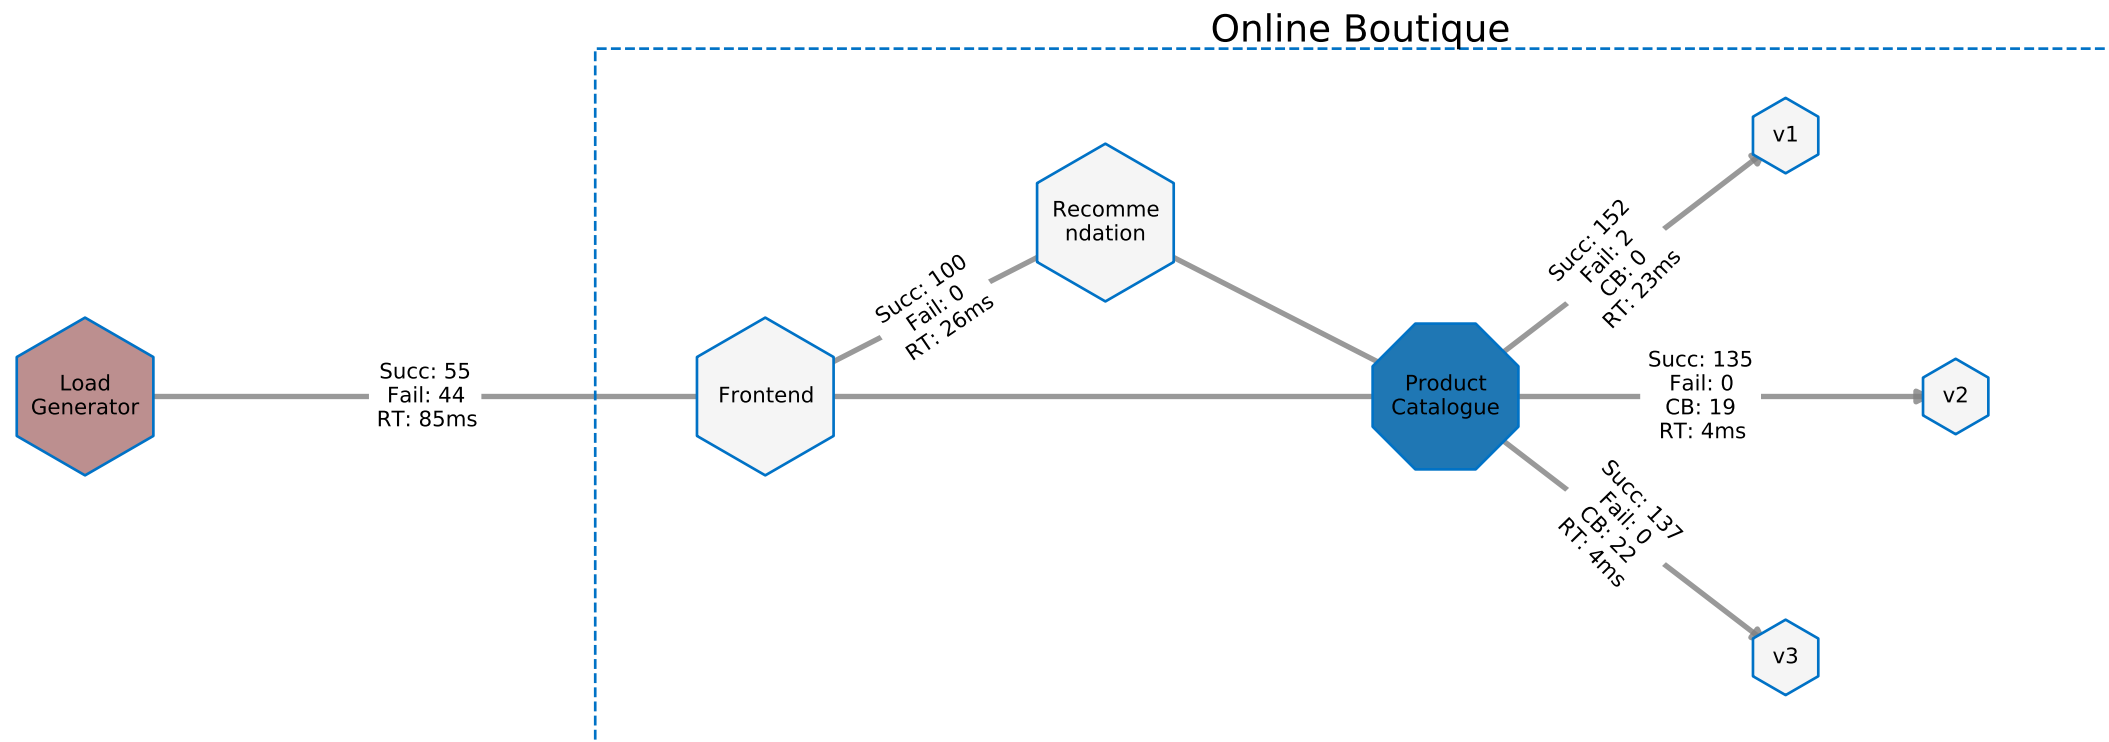 Online Boutique
Load
Generator
Succ: 55
Fail: 44
RT: 85ms
Frontend
Succ: 100
Fail: 0
RT: 26ms
Recomme
ndation
Product
Catalogue
Succ: 152
Fail: 2
CB: 0
RT: 23ms
v1
Succ: 135
Fail: 0
CB: 19
RT: 4ms
v2
Succ: 137
Fail: 0
CB: 22
RT: 4ms
v3